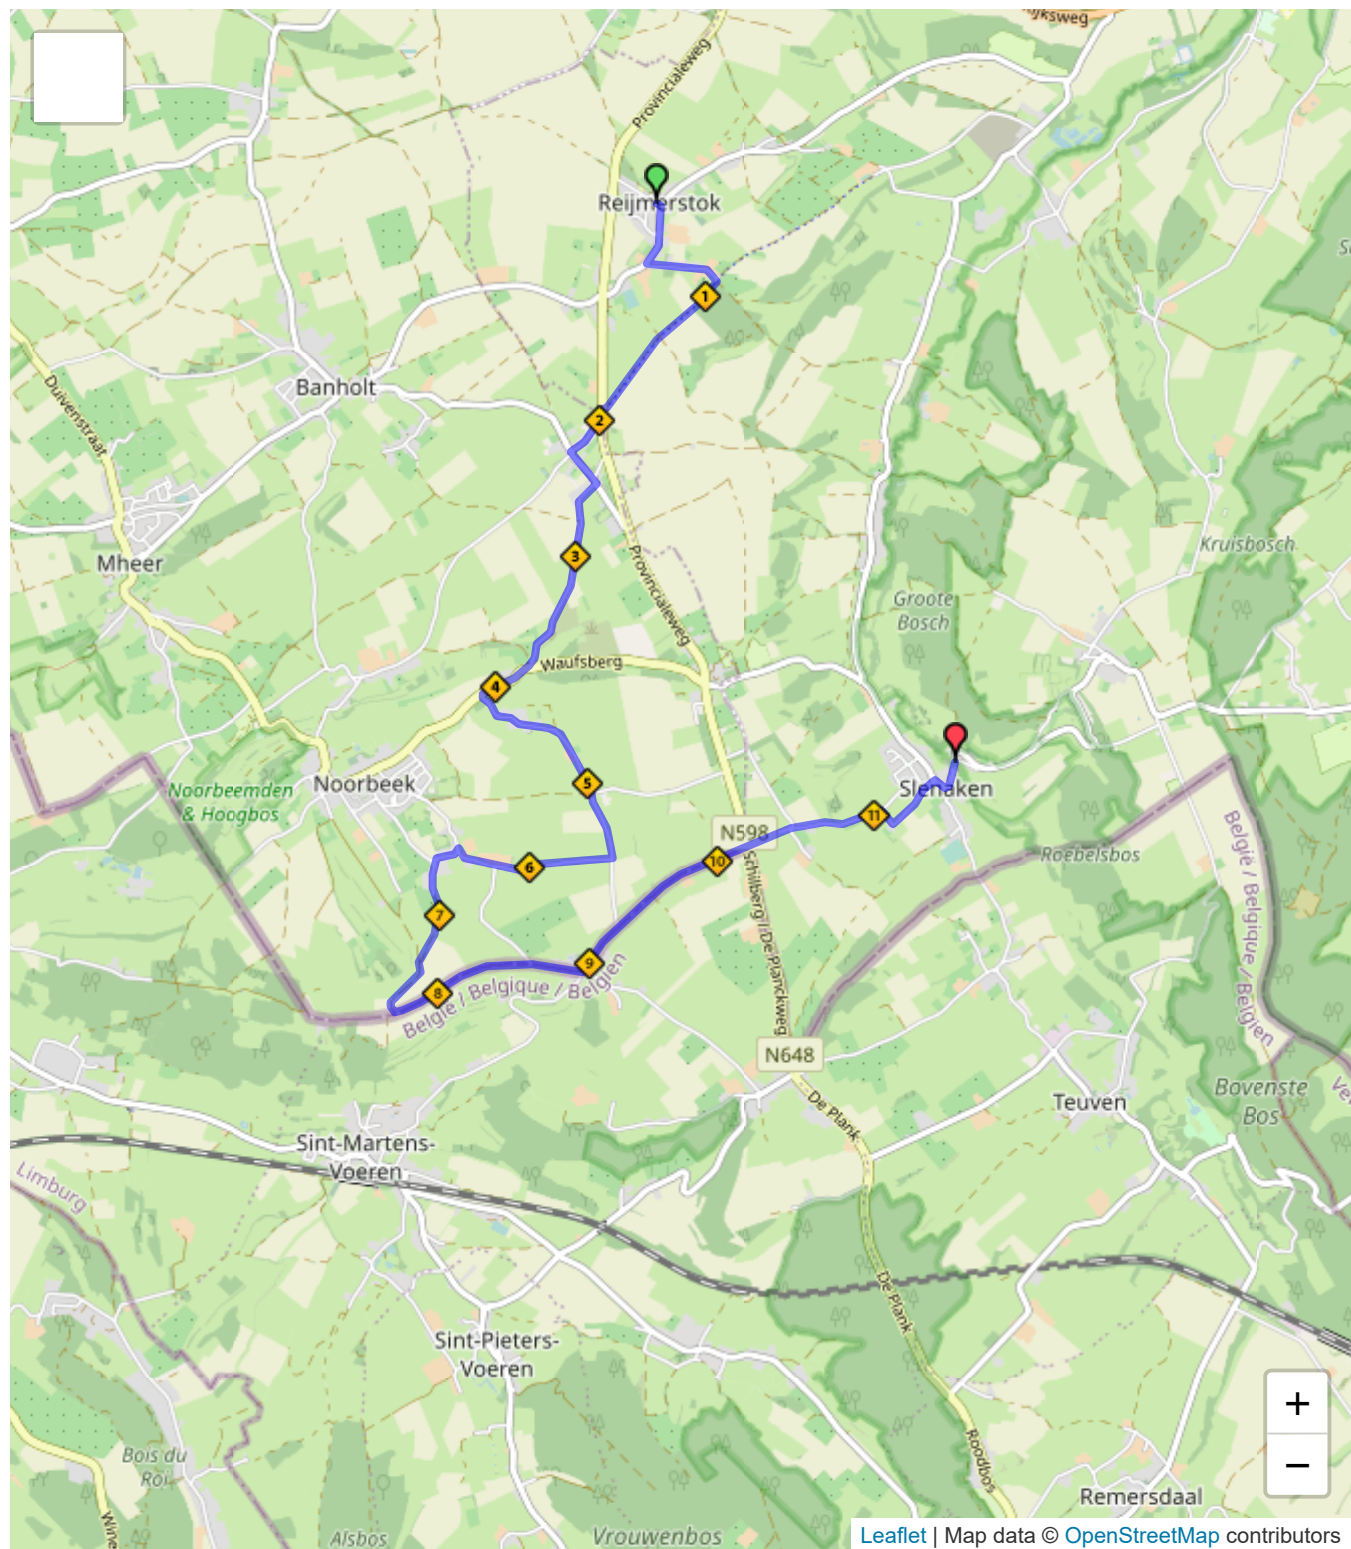 ijksweg
Provincialeweg
Reijmerstok
1
Duivenstraat
Banholt
2
Mheer
3
Provincialeweg
Kruisbosch
Groote
Bosch
Waufsberg
4
Noorbeek
Noorbeemden
& Hoogbos
5
Slenaken
11
N598
10
Roebelsbos
6
7
8
9
België / Belgique / Belgien
Schilberg / De Planckweg
België / Belgique / Belgien
N648
De Plank
Teuven
Bovenste
Bos
Sint-Martens-
Voeren
Limburg
De Plank
Sint-Pieters-
Voeren
Bois du
Roi
Alsbos
Vrouwenbos
Roodbos
Remersdaal
+
−
Leaflet | Map data © OpenStreetMap contributors